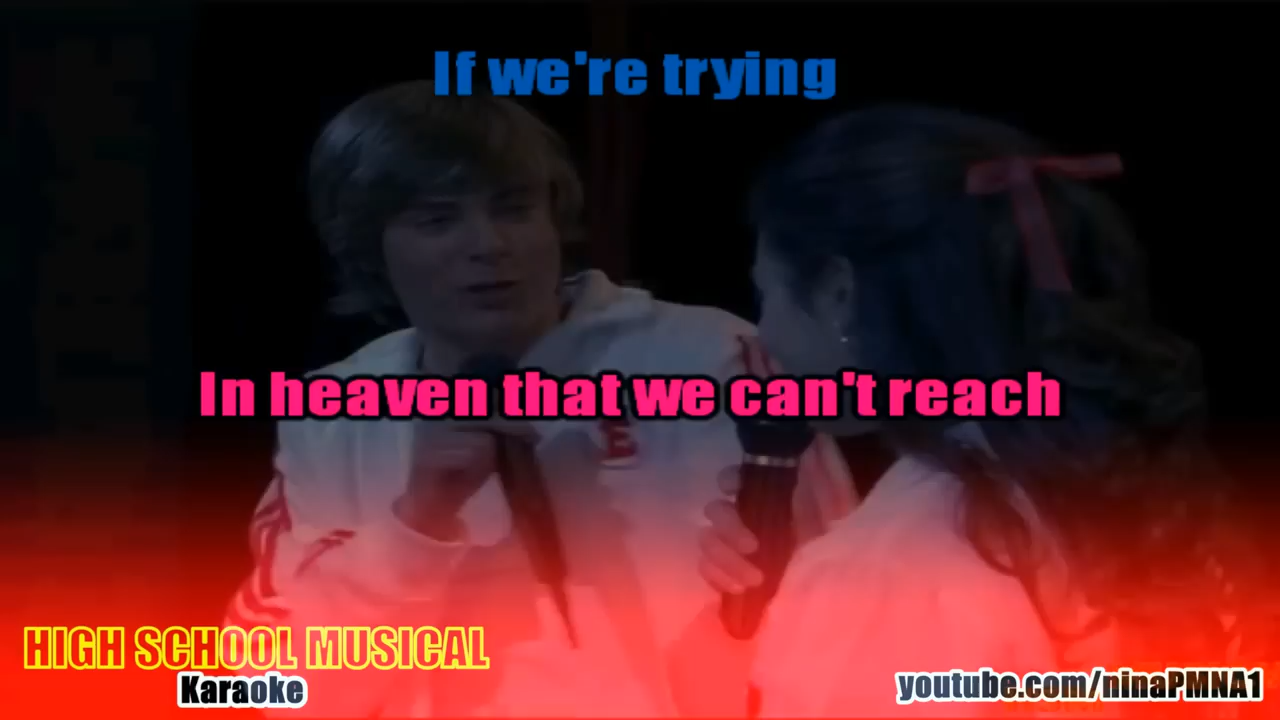 If we're trying
In heaven that we can't reach
HIGH SCHOOL MUSICAL
Karaoke
youtube.com/ninaPMNA1